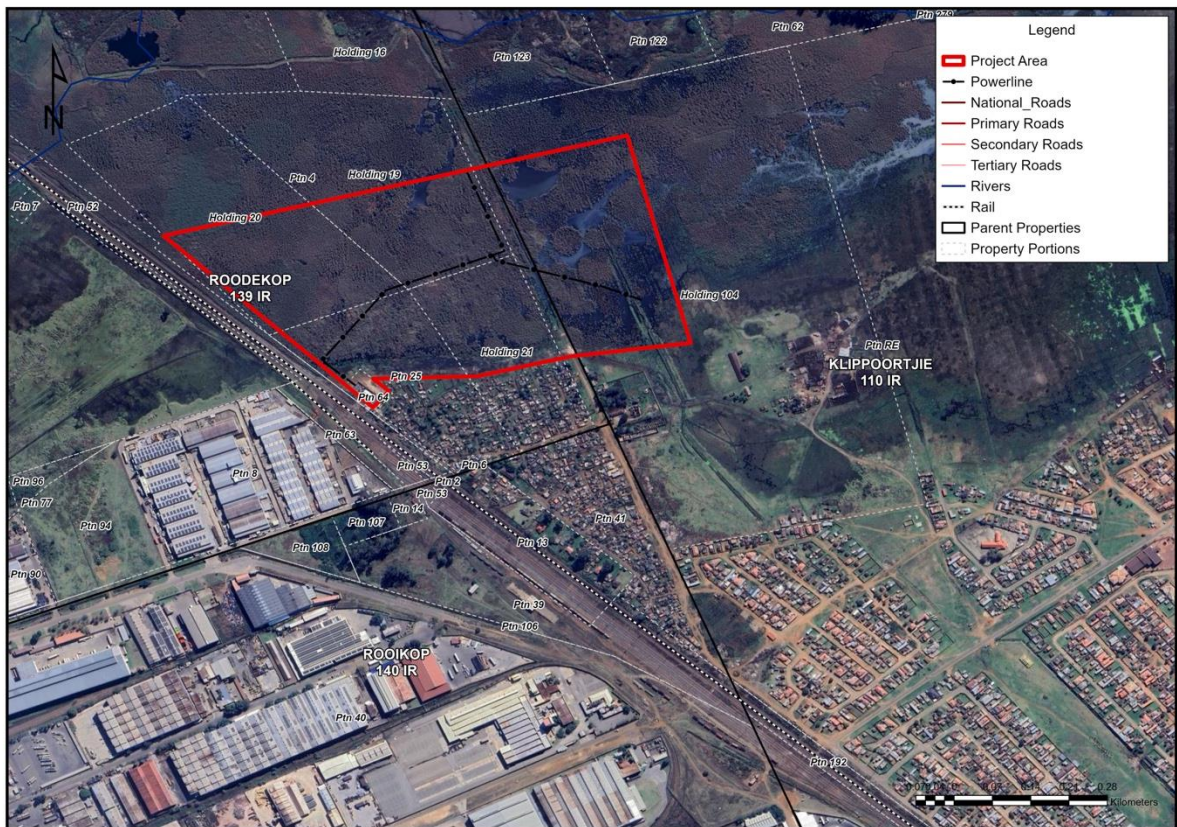 Ptn 279
Ptn 62
Ptn 122
Ptn 123
Holding 16
N
Legend
Project Area
Powerline
National_Roads
Primary Roads
Secondary Roads
Tertiary Roads
Rivers
Rail
Parent Properties
Property Portions
Ptn 4
Holding 19
Ptn 7
Ptn 52
Holding 20
ROODEKOP
139 IR
Holding 104
Holding 21
Ptn RE
KLIPPOORTJIE
110 IR
Ptn 25
Ptn 64
Ptn 63
Ptn 53
Ptn 6
Ptn 8
Ptn 2
Ptn 53
Ptn 96
Ptn 77
Ptn 94
Ptn 14
Ptn 107
Ptn 41
Ptn 108
Ptn 13
Ptn 90
Ptn 39
Ptn 106
ROOIKOP
140 IR
Ptn 40
Ptn 192
0.14
0.21
0.28
Kilometers